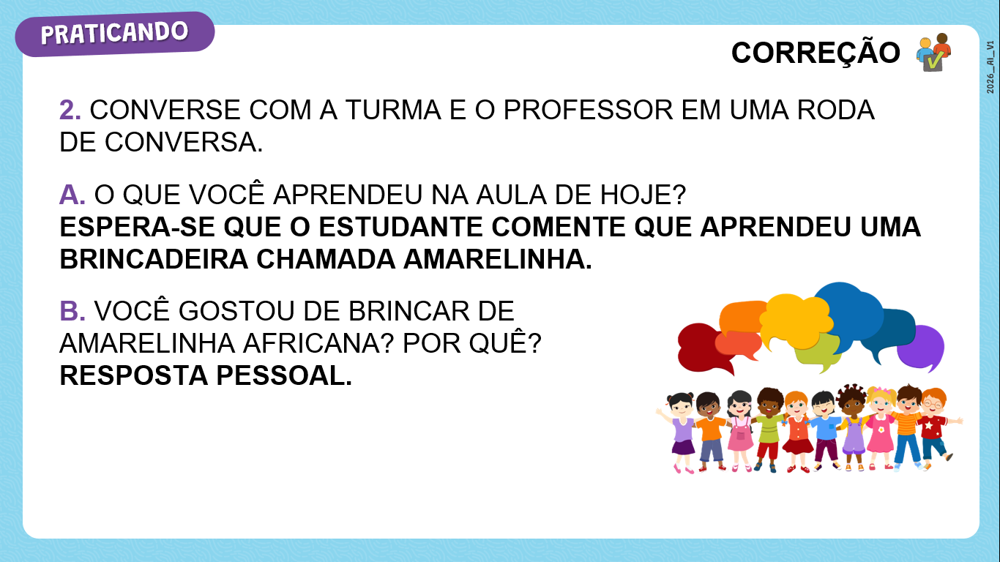 PRATICANDO
CORREÇÃO
2026_AI_V1
2. CONVERSE COM A TURMA E O PROFESSOR EM UMA RODA
DE CONVERSA.
A. O QUE VOCÊ APRENDEU NA AULA DE HOJE?
ESPERA-SE QUE O ESTUDANTE COMENTE QUE APRENDEU UMA
BRINCADEIRA CHAMADA AMARELINHA.
B. VOCÊ GOSTOU DE BRINCAR DE
AMARELINHA AFRICANA? POR QUÊ?
RESPOSTA PESSOAL.